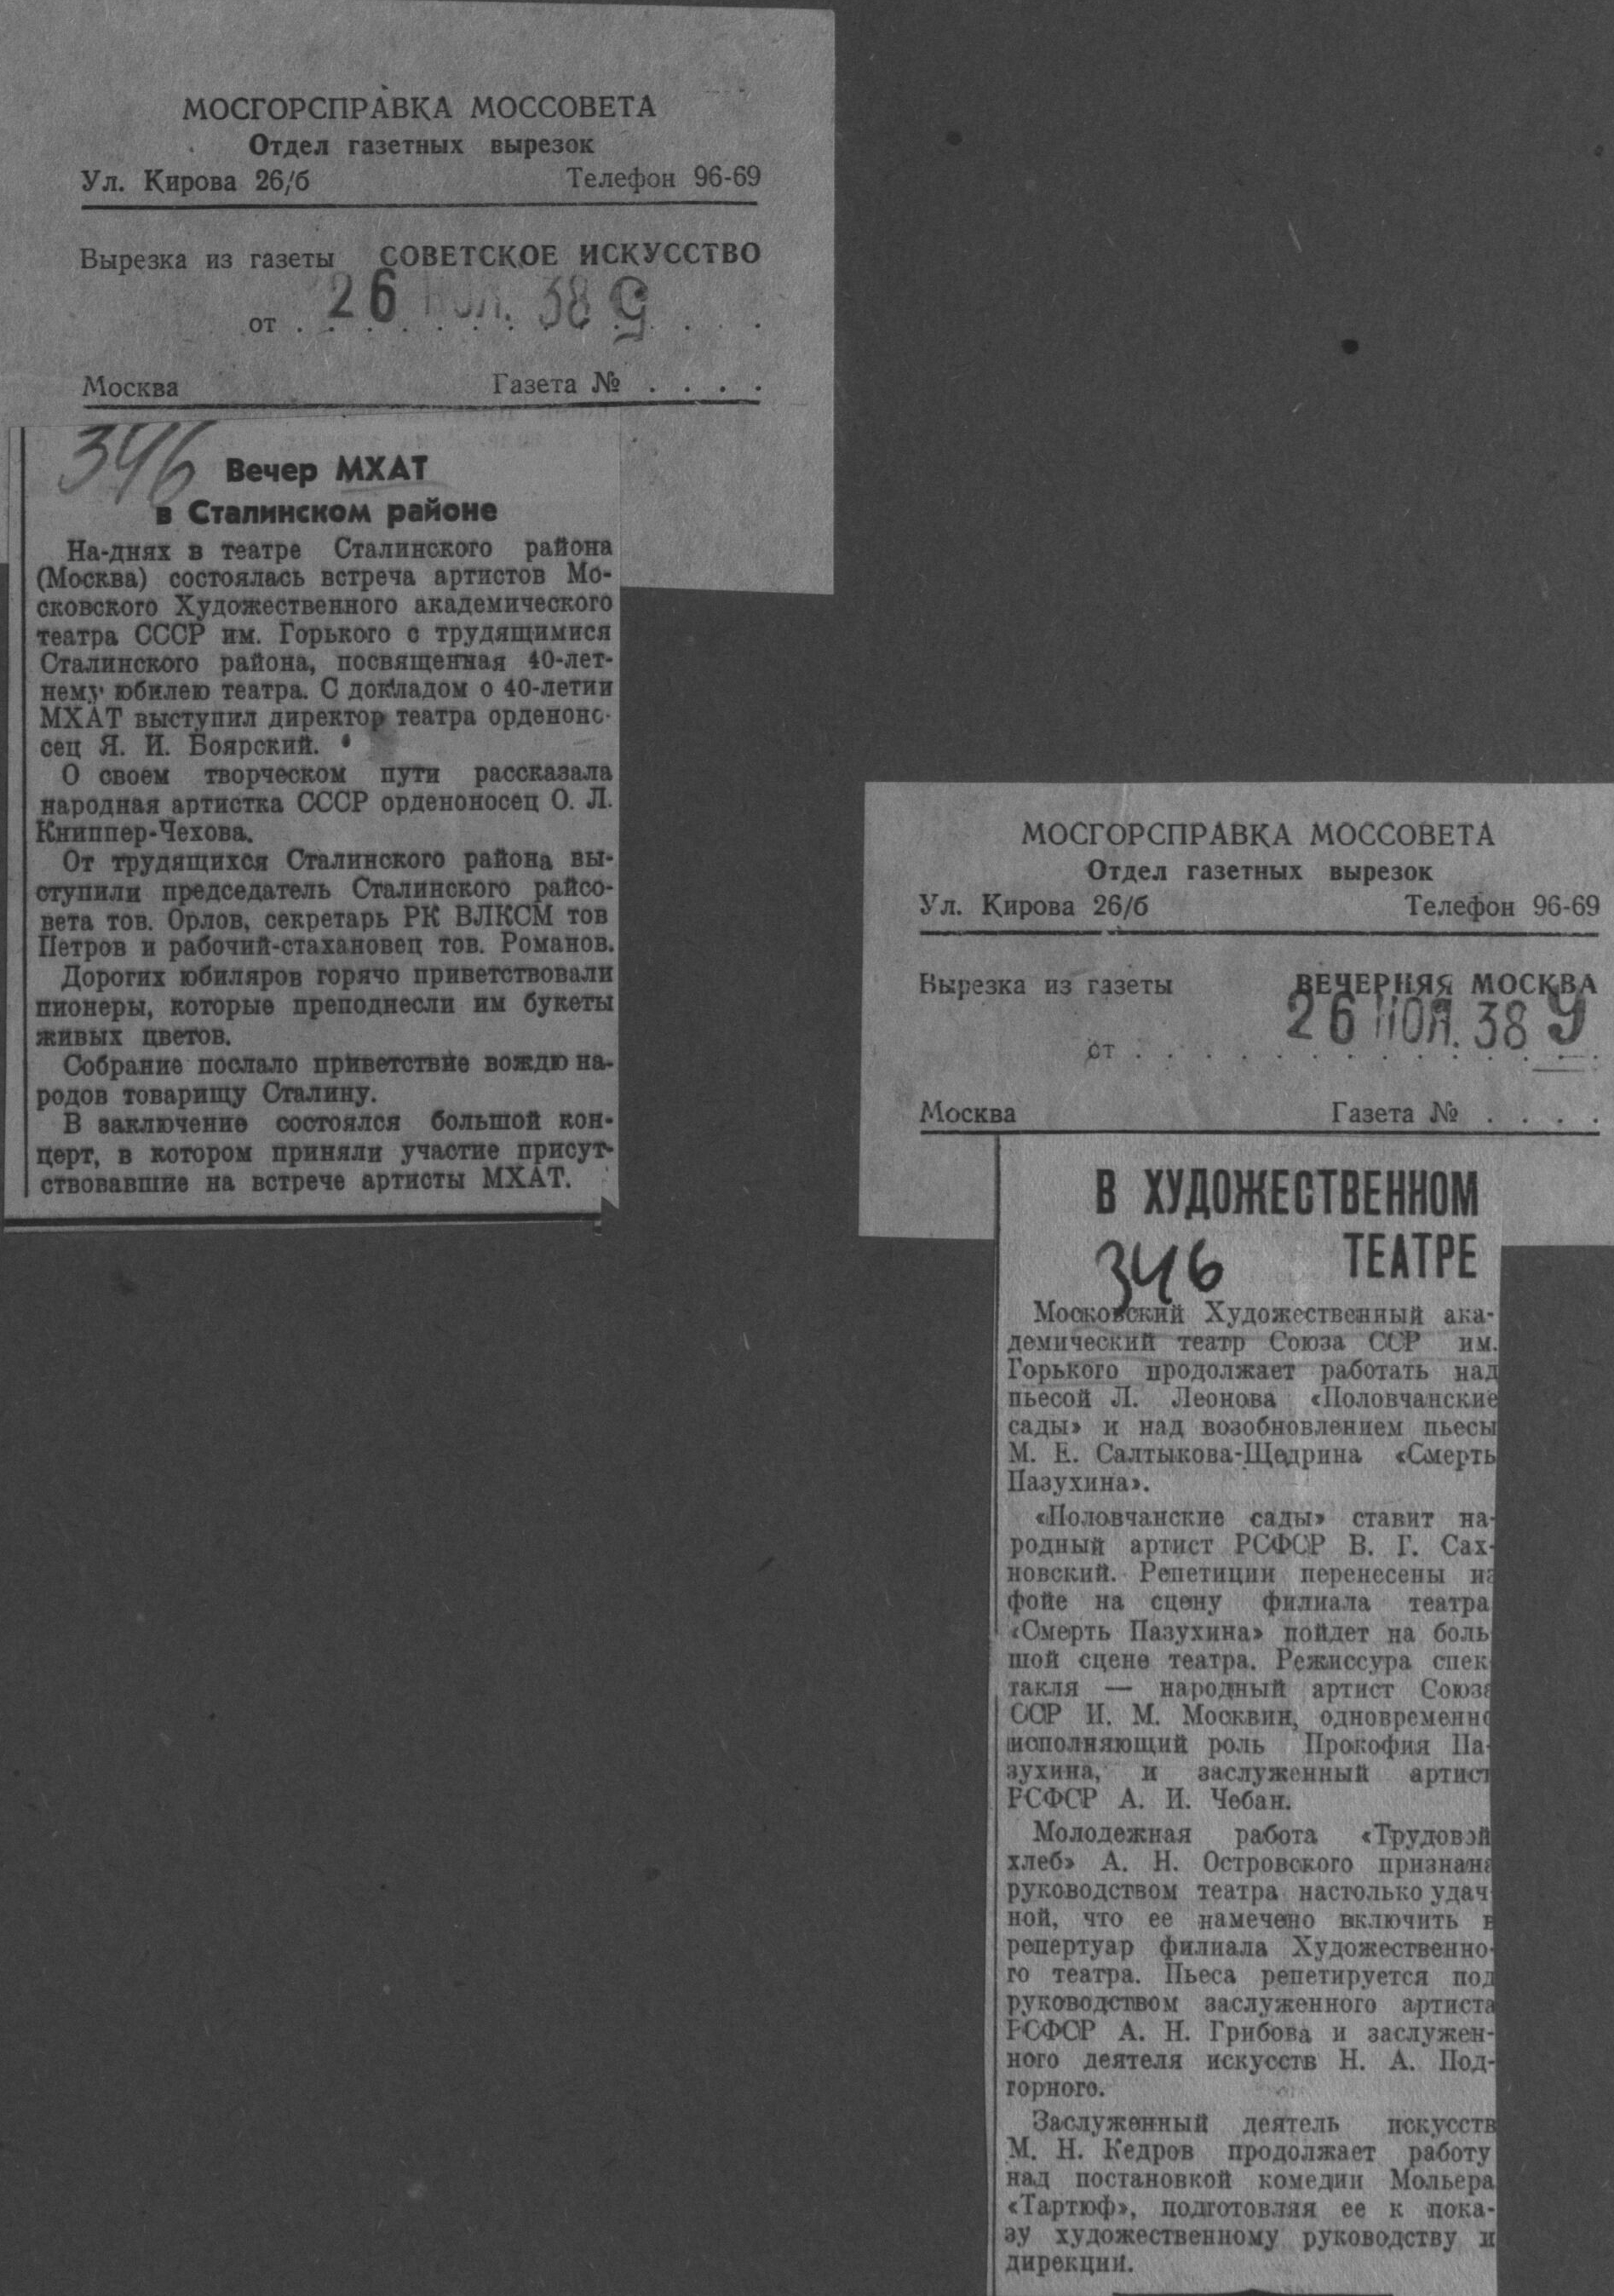 МОСГОРСПРАВКА МОССОВЕТА
Отдел газетных вырезок
Ул. Кирова 26/б Телефон 96-69
Вырезка из газеты СОВЕТСКОЕ ИСКУССТВО
26 НОЯ. 38
от . . . . . . . . . . . . . .
Москва Газета № . . . .
346
Вечер МХАТ
в Сталинском районе
На-днях в театре Сталинского района
(Москва) состоялась встреча артистов Мо-
сковского Художественного академического
театра СССР им. Горького с трудящимися
Сталинского района, посвященная 40-лет-
нему юбилею театра. С докладом о 40-летии
МХАТ выступил директор театра орденоно-
сец Я. И. Боярский.
О своем творческом пути рассказала
народная артистка СССР орденоносец О. Л.
Книппер-Чехова.
От трудящихся Сталинского района вы-
ступили председатель Сталинского райсо-
вета тов. Орлов, секретарь РК ВЛКСМ тов
Петров и рабочий-стахановец тов. Романов.
Дорогих юбиляров горячо приветствовали
пионеры, которые преподнесли им букеты
живых цветов.
Собрание послало приветствие вождю на-
родов товарищу Сталину.
В заключение состоялся большой кон-
церт, в котором приняли участие присут-
ствовавшие на встрече артисты МХАТ.
МОСГОРСПРАВКА МОССОВЕТА
Отдел газетных вырезок
Ул. Кирова 26/б Телефон 96-69
Вырезка из газеты ВЕЧЕРНЯЯ МОСКВА
26 НОЯ. 38 У
от . . . . . . . . . . . . . .
Москва Газета № . . . .
В ХУДОЖЕСТВЕННОМ
ТЕАТРЕ
346
Московский Художественный ака-
демический театр Союза ССР им.
Горького продолжает работать над
пьесой Л. Леонова «Половчанские
сады» и над возобновлением пьесы
М. Е. Салтыкова-Щедрина «Смерть
Пазухина».
«Половчанские сады» ставит на-
родный артист РСФСР В. Г. Сах-
новский. Репетиции перенесены из
фойе на сцену филиала театра
«Смерть Пазухина» пойдет на боль
шой сцене театра. Режиссура спек
такля — народный артист Союза
ССР И. М. Москвин, одновременно
исполняющий роль Прокофия Па-
зухина, и заслуженный артист
РСФСР А. И. Чебан.
Молодежная работа «Трудовой
хлеб» А. Н. Островского признана
руководством театра настолько удач
ной, что ее намечено включить в
репертуар филиала Художественно-
го театра. Пьеса репетируется под
руководством заслуженного артиста
РСФСР А. Н. Грибова и заслужен-
ного деятеля искусств Н. А. Под-
горного.
Заслуженный деятель искусств
М. Н. Кедров продолжает работу
над постановкой комедии Мольера
«Тартюф», подготовляя ее к пока-
зу художественному руководству и
дирекции.